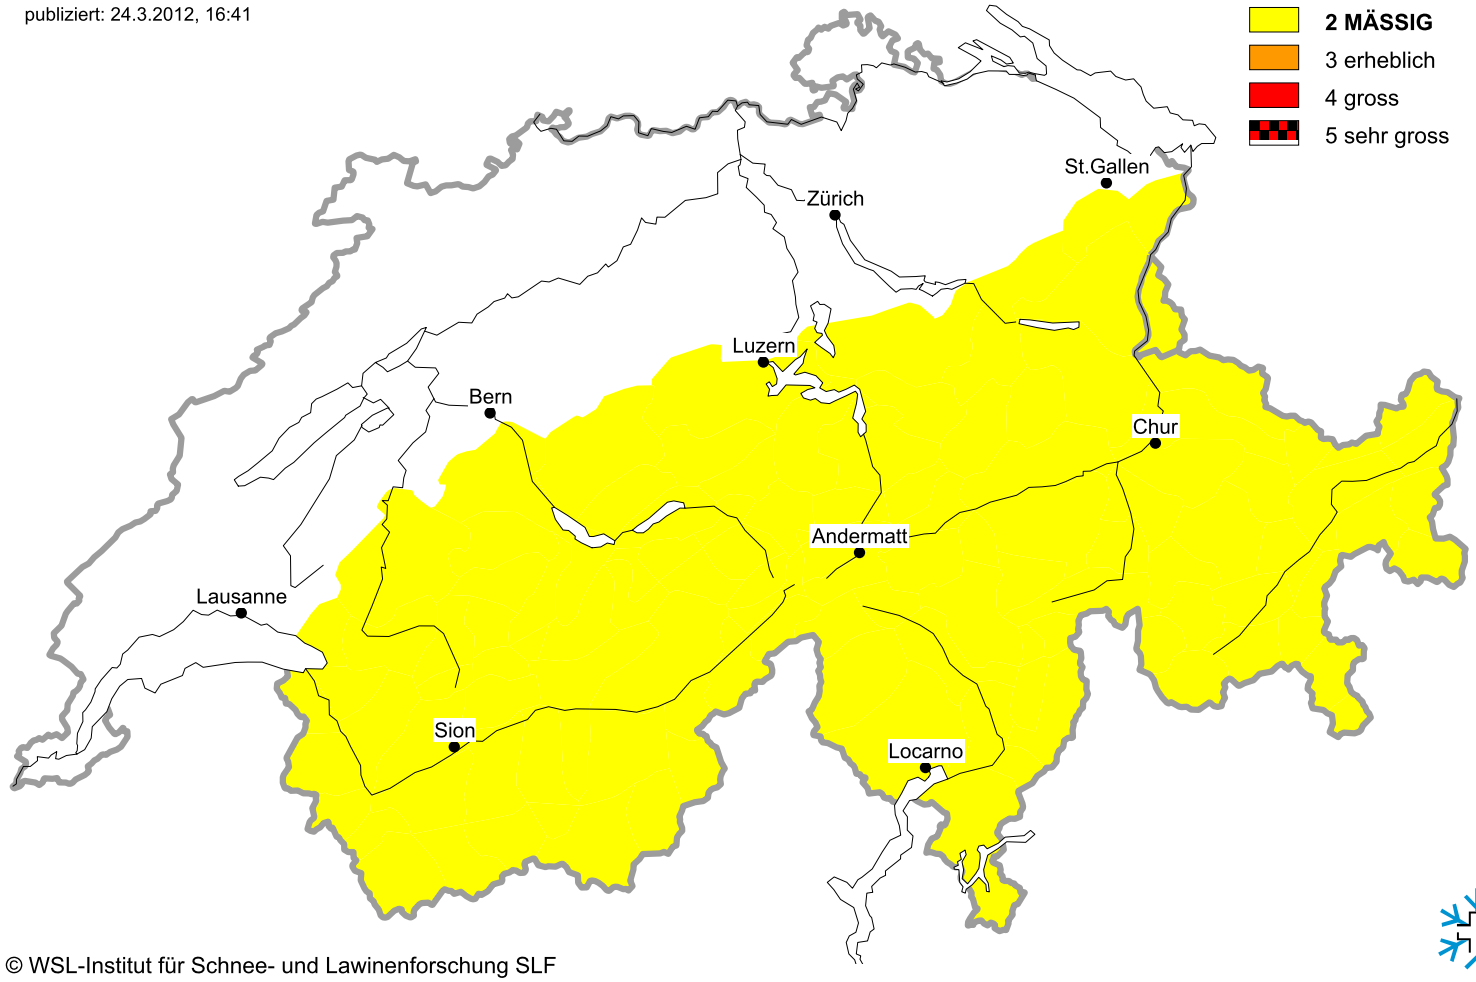 publiziert: 24.3.2012, 16:41
2 MÄSSIG
3 erheblich
4 gross
5 sehr gross
St.Gallen
Zürich
Luzern
Bern
Chur
Andermatt
Lausanne
Sion
Locarno
© WSL-Institut für Schnee- und Lawinenforschung SLF